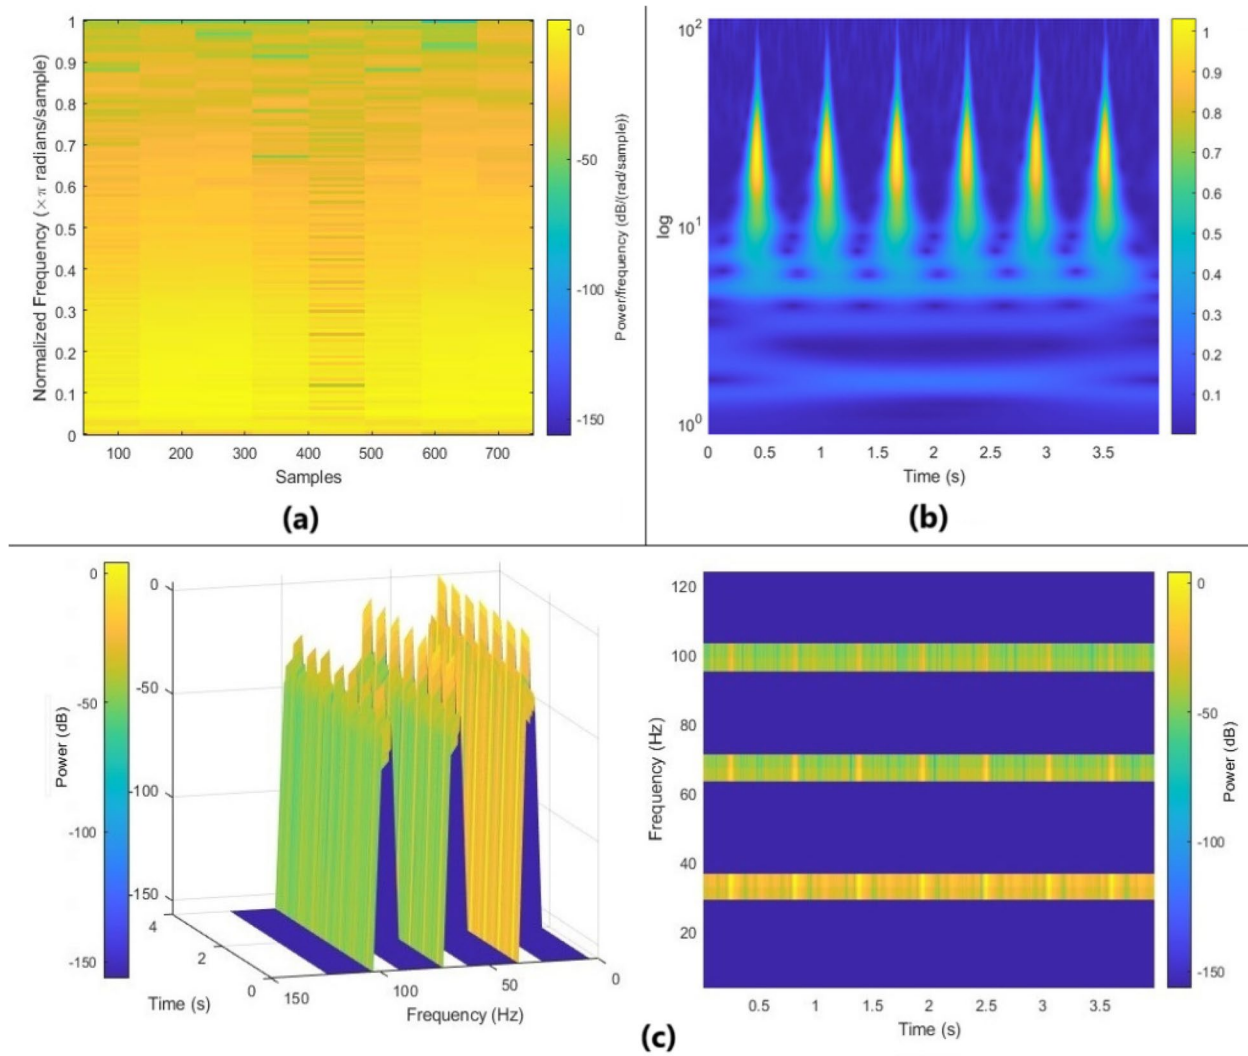 1
0.9
0.8
0.7
0.6
0.5
0.4
0.3
0.2
0.1
0
Normalized Frequency (×π radians/sample)
100 200 300 400 500 600 700
Samples
0
-50
-100
-150
Power/frequency (dB/(rad/sample))
(a)
10²
10¹
10⁰
log
0 0.5 1 1.5 2 2.5 3 3.5
Time (s)
1
0.9
0.8
0.7
0.6
0.5
0.4
0.3
0.2
0.1
(b)
0
-50
-100
-150
Power (dB)
0
-50
-100
-150
4
2
0
Time (s)
150 100 50 0
Frequency (Hz)
120
100
80
60
40
20
Frequency (Hz)
0.5 1 1.5 2 2.5 3 3.5
Time (s)
0
-50
-100
-150
Power (dB)
(c)